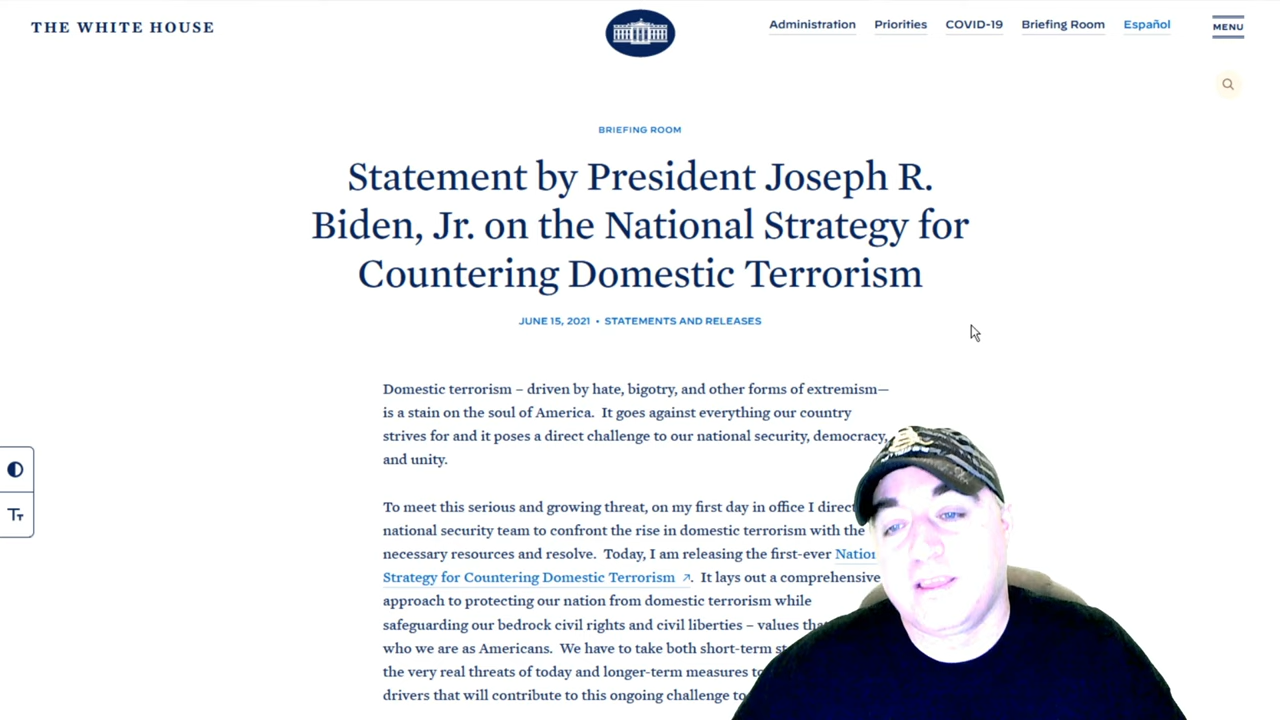 THE WHITE HOUSE
Administration Priorities COVID-19 Briefing Room Español MENU
BRIEFING ROOM
Statement by President Joseph R.
Biden, Jr. on the National Strategy for
Countering Domestic Terrorism
JUNE 15, 2021 • STATEMENTS AND RELEASES
Domestic terrorism – driven by hate, bigotry, and other forms of extremism—
is a stain on the soul of America. It goes against everything our country
strives for and it poses a direct challenge to our national security, democracy,
and unity.
To meet this serious and growing threat, on my first day in office I direct
national security team to confront the rise in domestic terrorism with the
necessary resources and resolve. Today, I am releasing the first-ever Nation
Strategy for Countering Domestic Terrorism ↗. It lays out a comprehensive
approach to protecting our nation from domestic terrorism while
safeguarding our bedrock civil rights and civil liberties – values that
who we are as Americans. We have to take both short-term st
the very real threats of today and longer-term measures to
drivers that will contribute to this ongoing challenge to
Tт